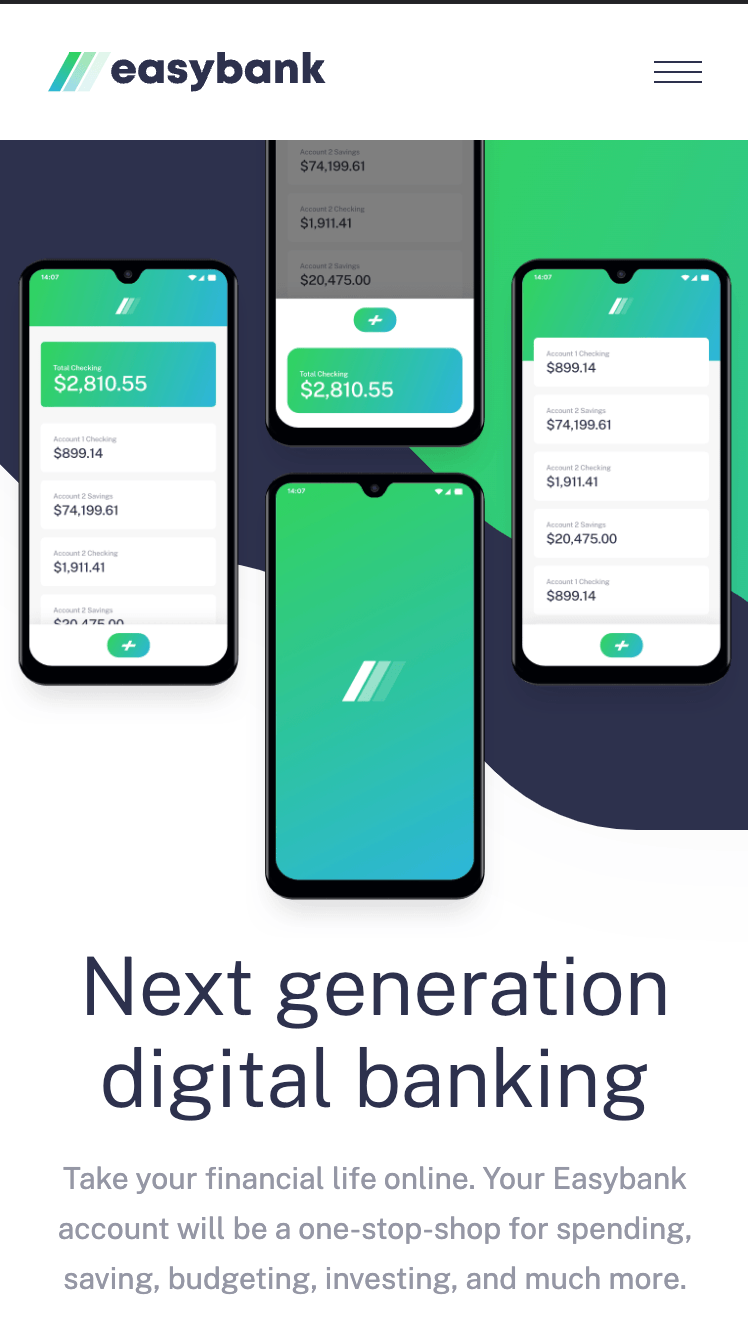 easybank
Account 2 Savings
$74,199.61
Account 2 Checking
$1,911.41
Account 2 Savings
$20,475.00
Total Checking
$2,810.55
14:07
Total Checking
$2,810.55
Account 1 Checking
$899.14
Account 2 Savings
$74,199.61
Account 2 Checking
$1,911.41
Account 2 Savings
$20,475.00
14:07
Account 1 Checking
$899.14
Account 2 Savings
$74,199.61
Account 2 Checking
$1,911.41
Account 2 Savings
$20,475.00
Account 1 Checking
$899.14
14:07
Next generation
digital banking
Take your financial life online. Your Easybank
account will be a one-stop-shop for spending,
saving, budgeting, investing, and much more.